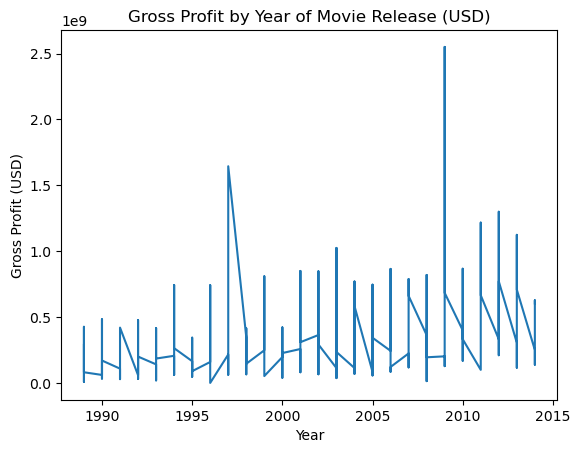 Gross Profit by Year of Movie Release (USD)
1e9
2.5
2.0
1.5
1.0
0.5
0.0
Gross Profit (USD)
1990 1995 2000 2005 2010 2015
Year